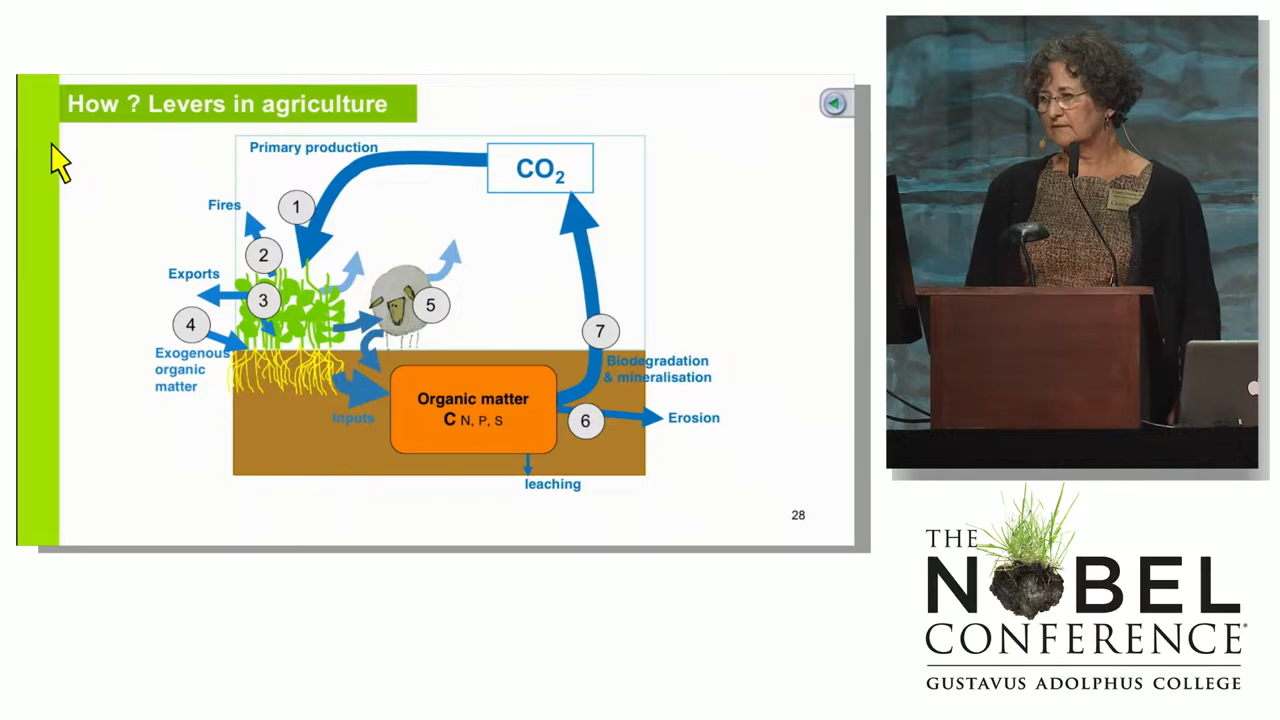 How ? Levers in agriculture
Primary production
CO2
1
Fires
2
Exports
3
5
4
7
Exogenous
organic
matter
Biodegradation
& mineralisation
Organic matter
C N, P, S
Inputs
6
Erosion
leaching
28
THE
NOBEL
CONFERENCE®
GUSTAVUS ADOLPHUS COLLEGE